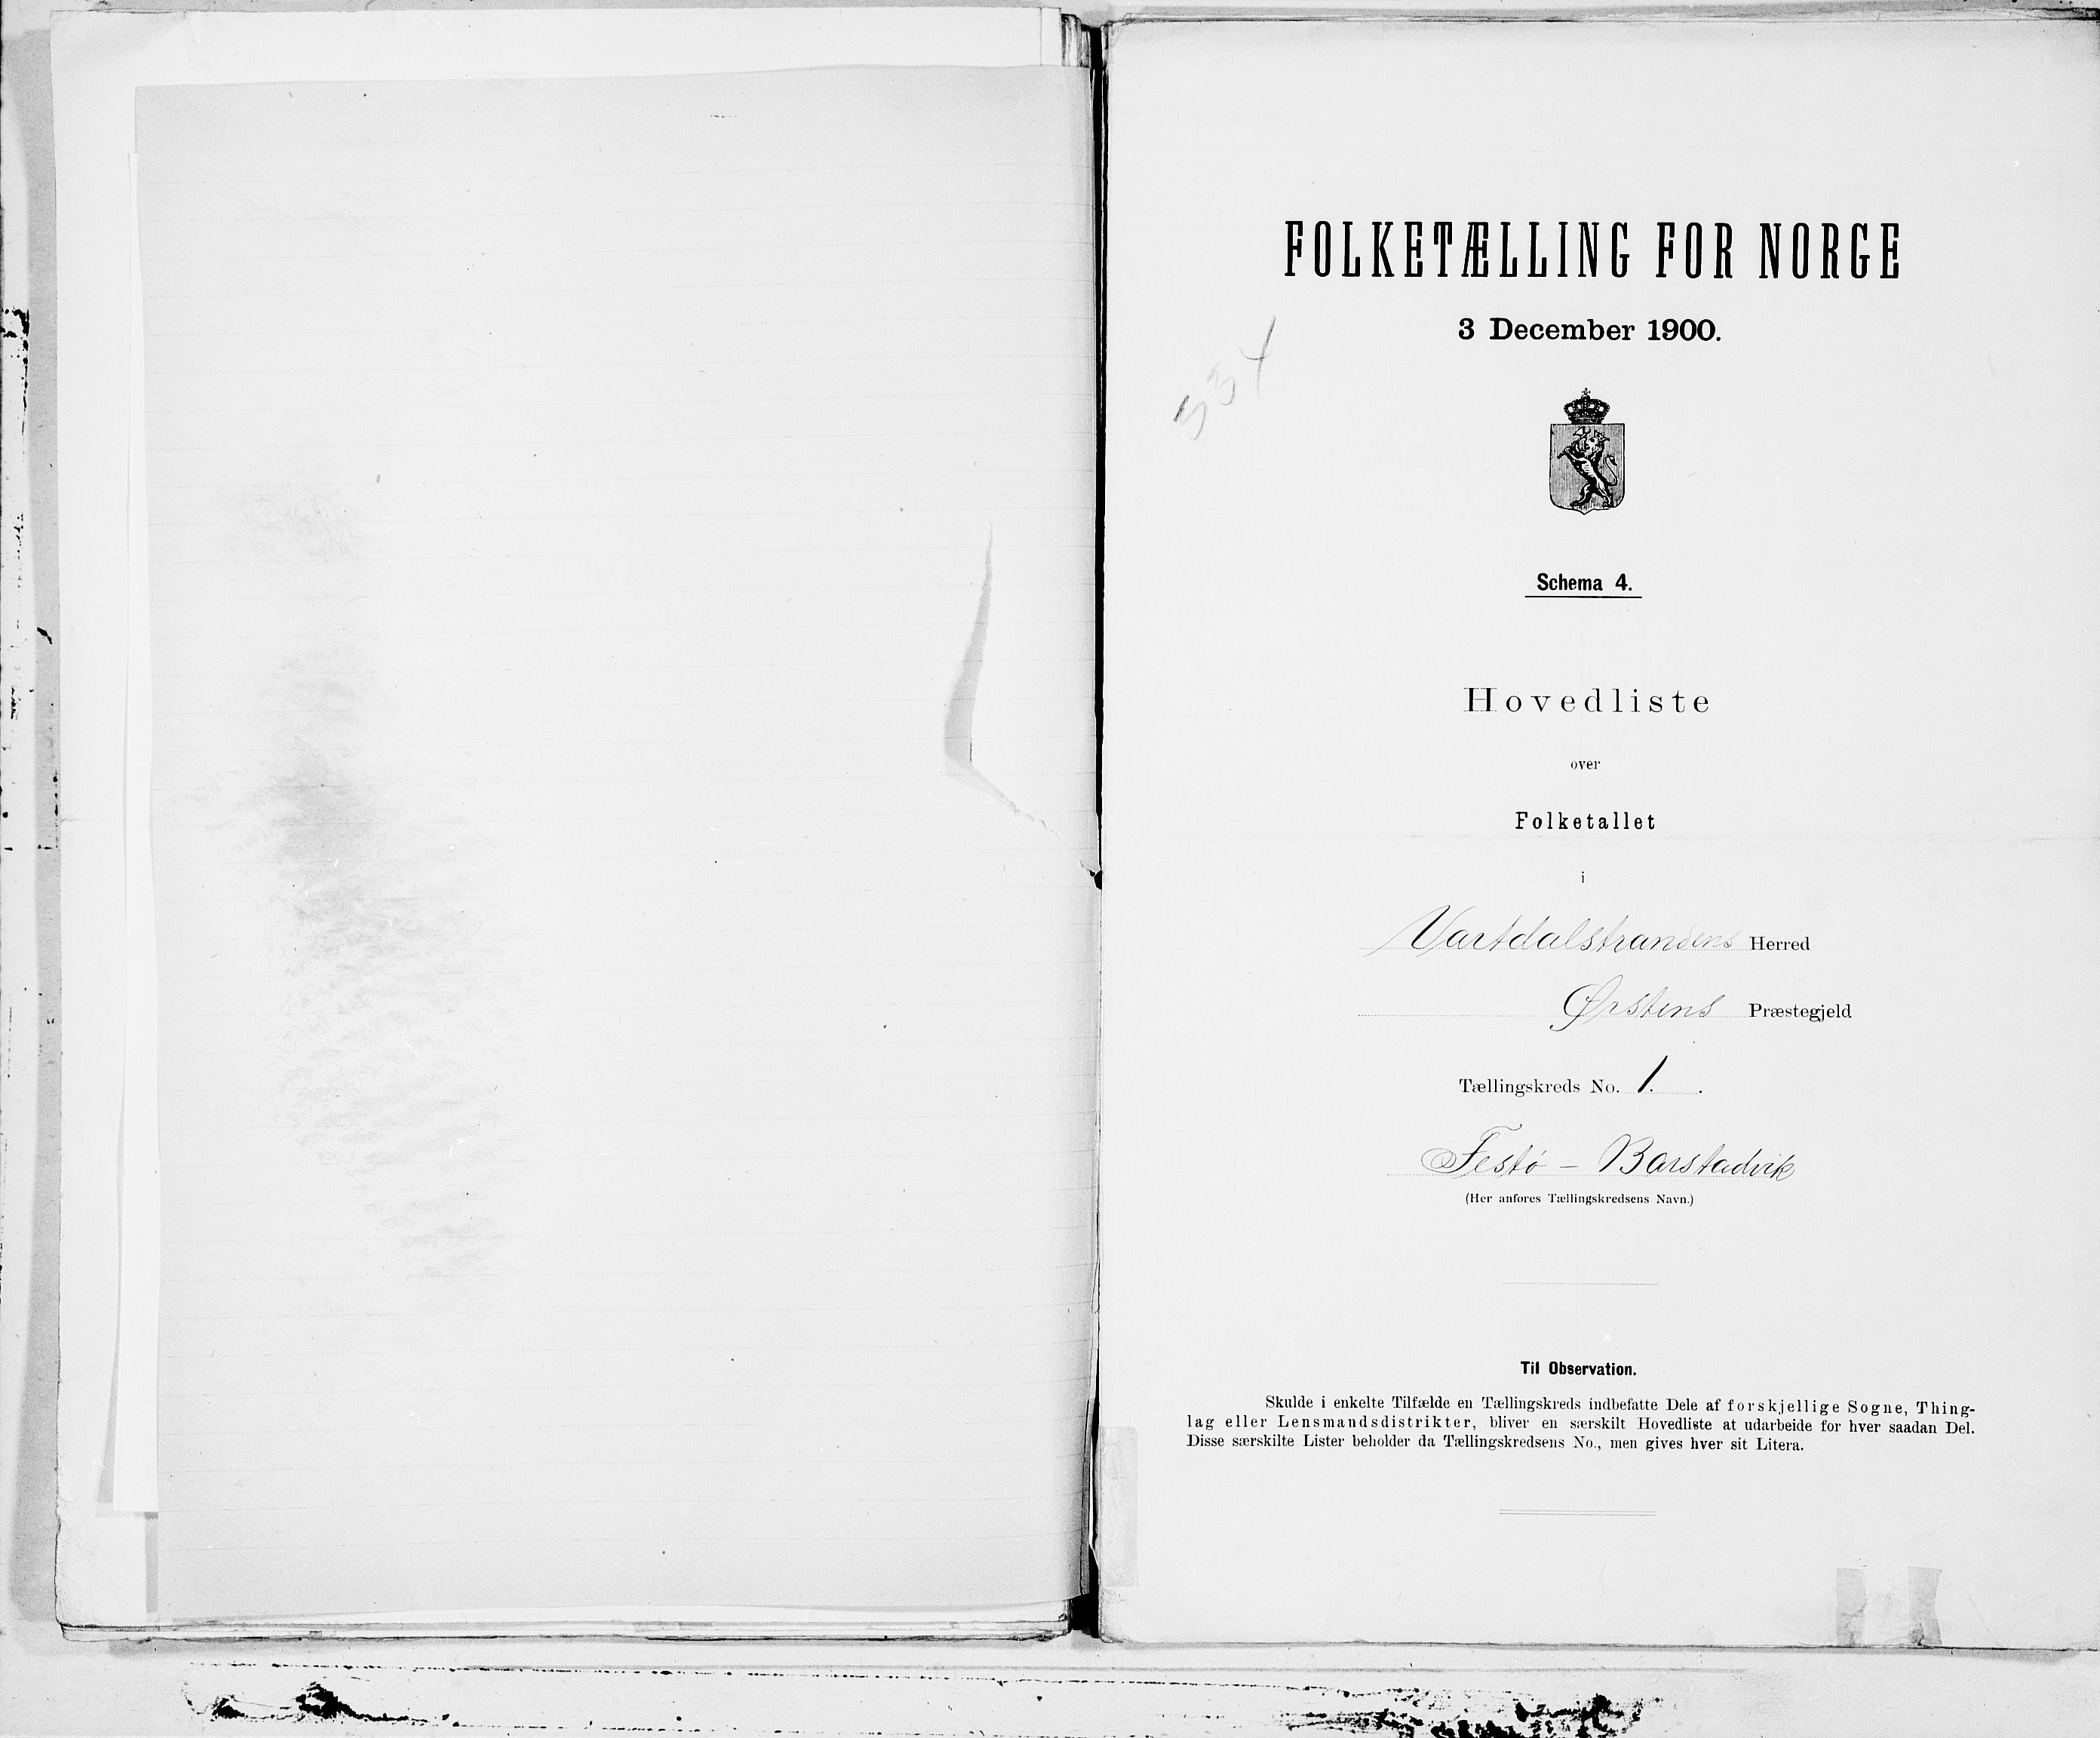 FOLKETÆLLING FOR NORGE
3 December 1900.
334
Schema 4.
Hovedliste
over
Folketallet
i
Vartdalstrandens Herred
Ørstens Præstegjeld
Tællingskreds No. 1. .
Festø – Barstadvik
(Her anføres Tællingskredsens Navn.)
Til Observation.
Skulde i enkelte Tilfælde en Tællingskreds indbefatte Dele af forskjellige Sogne, Thing-
lag eller Lensmandsdistrikter, bliver en særskilt Hovedliste at udarbeide for hver saadan Del.
Disse særskilte Lister beholder da Tællingskredsens No., men gives hver sit Litera.